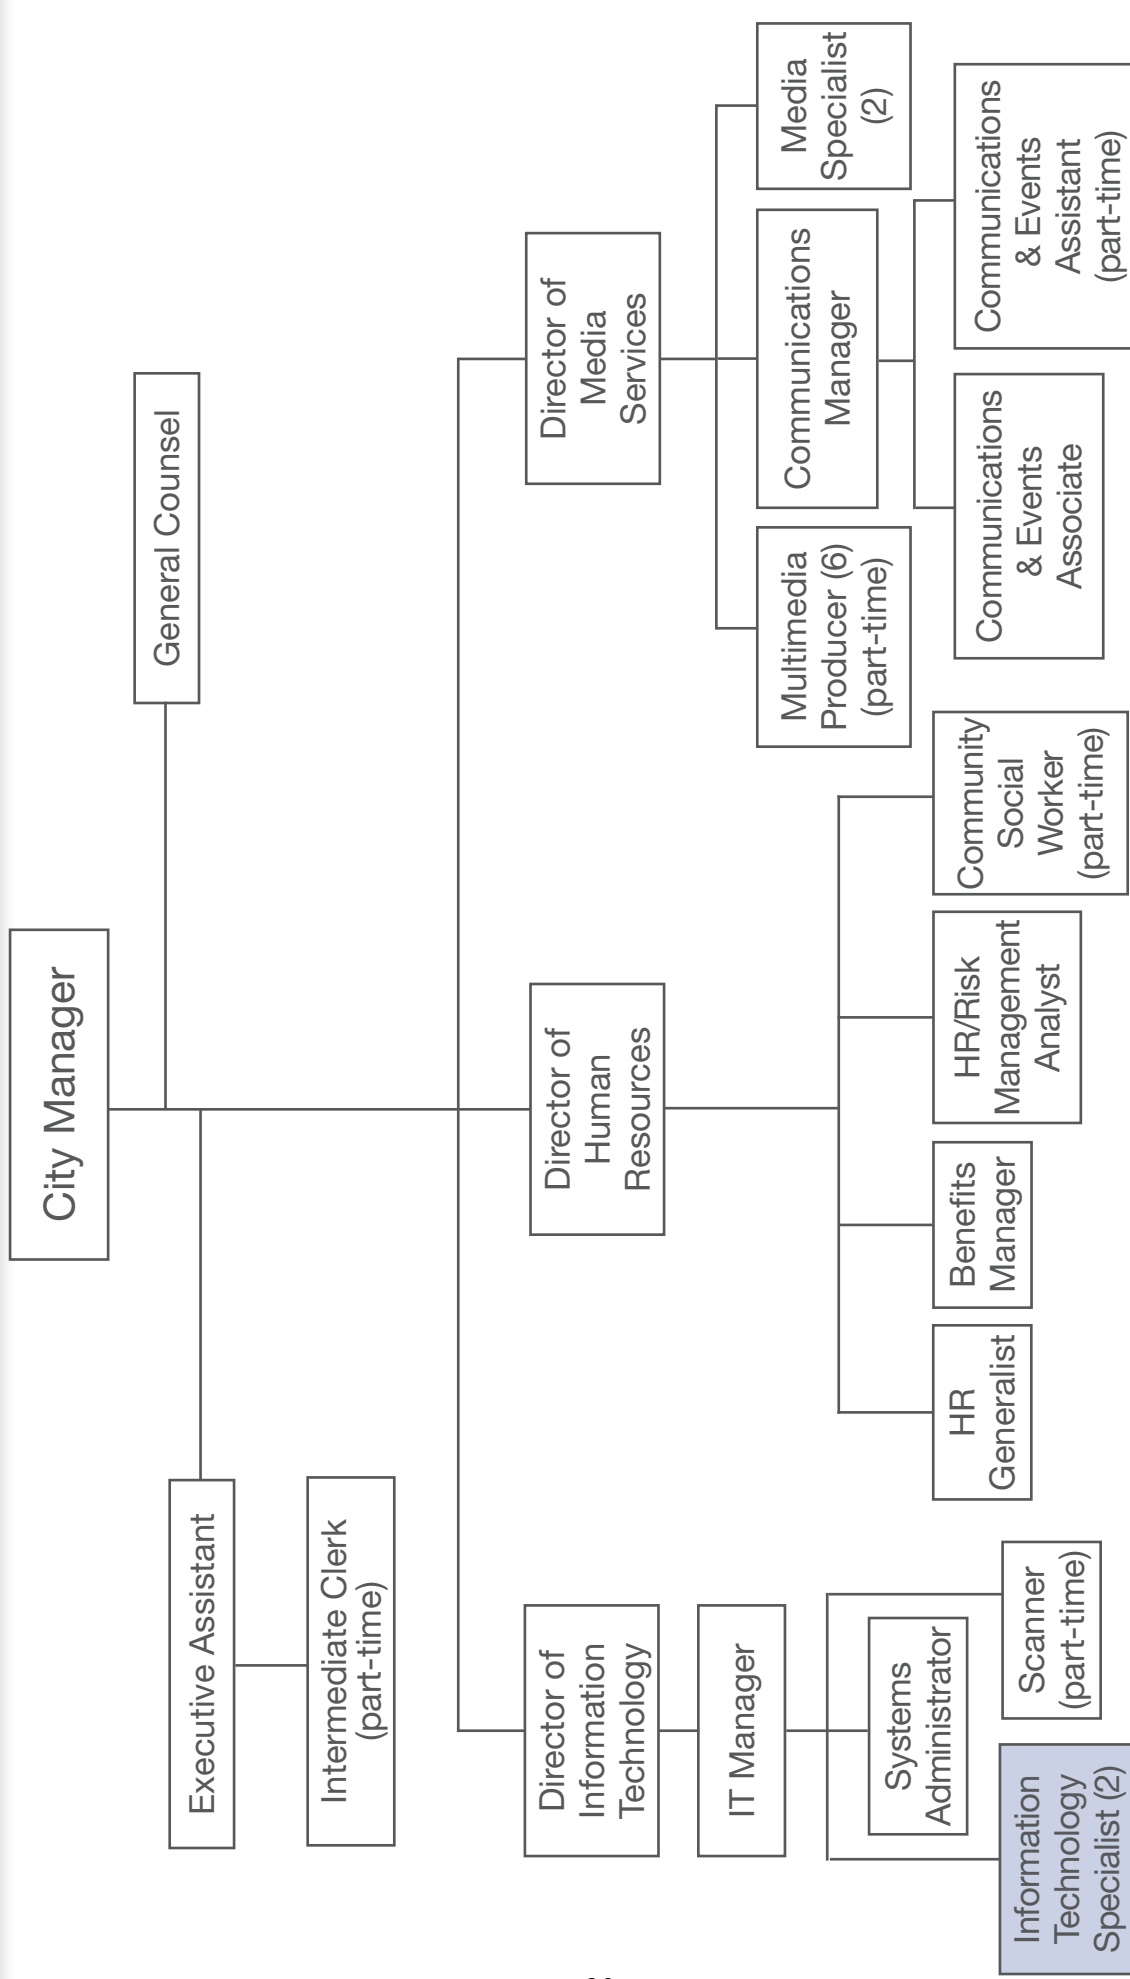 City Manager
General Counsel
Executive Assistant
Intermediate Clerk
(part-time)
Director of
Information
Technology
IT Manager
Systems
Administrator
Information
Technology
Specialist (2)
Scanner
(part-time)
Director of
Human
Resources
HR
Generalist
Benefits
Manager
HR/Risk
Management
Analyst
Community
Social
Worker
(part-time)
Director of
Media
Services
Multimedia
Producer (6)
(part-time)
Communications
Manager
Media
Specialist
(2)
Communications
& Events
Associate
Communications
& Events
Assistant
(part-time)